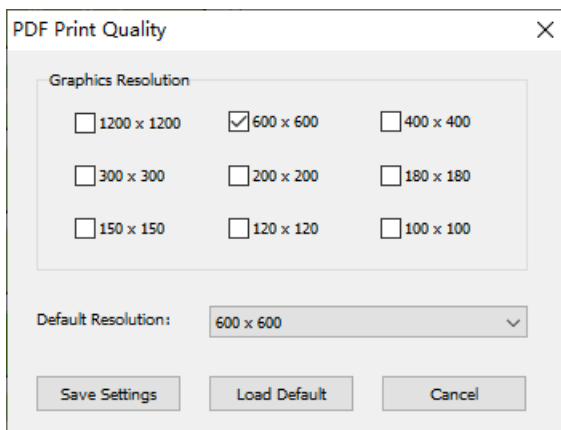 PDF Print Quality
Graphics Resolution
1200 x 1200 600 x 600 400 x 400
300 x 300 200 x 200 180 x 180
150 x 150 120 x 120 100 x 100
Default Resolution: 600 x 600
Save Settings Load Default Cancel